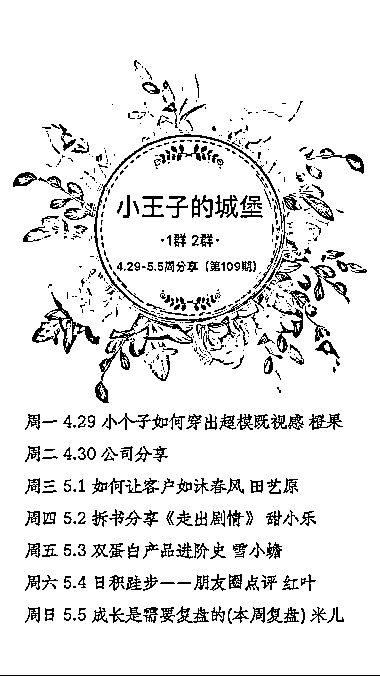 小王子的城堡
·1群 2群·
4.29-5.5周分享（第109期）
周一 4.29 小个子如何穿出超模既视感 橙果
周二 4.30 公司分享
周三 5.1 如何让客户如沐春风 田艺原
周四 5.2 拆书分享《走出剧情》 甜小乐
周五 5.3 双蛋白产品进阶史 雪小蟾
周六 5.4 日积跬步——朋友圈点评 红叶
周日 5.5 成长是需要复盘的(本周复盘) 米儿